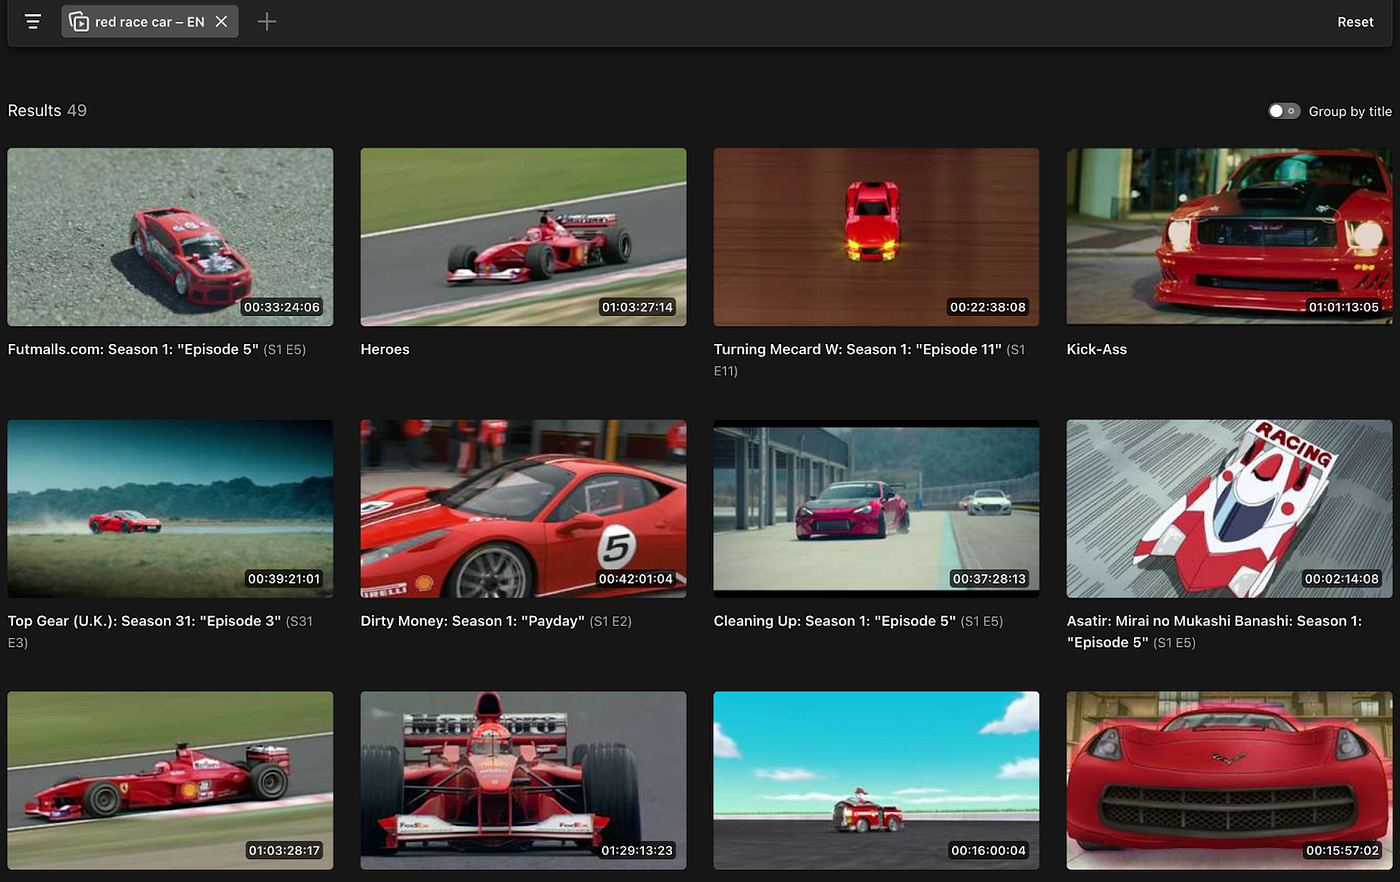 red race car – EN
Reset
Results 49
Group by title
00:33:24:06
01:03:27:14
00:22:38:08
01:01:13:05
Futmalls.com: Season 1: "Episode 5" (S1 E5)
Heroes
Turning Mecard W: Season 1: "Episode 11" (S1
E11)
Kick-Ass
RACING
5
PIRELLI
00:39:21:01
00:42:01:04
00:37:28:13
00:02:14:08
Top Gear (U.K.): Season 31: "Episode 3" (S31
E3)
Dirty Money: Season 1: "Payday" (S1 E2)
Cleaning Up: Season 1: "Episode 5" (S1 E5)
Asatir: Mirai no Mukashi Banashi: Season 1:
"Episode 5" (S1 E5)
Marlboro
FedEx
FedEx
01:03:28:17
01:29:13:23
00:16:00:04
00:15:57:02